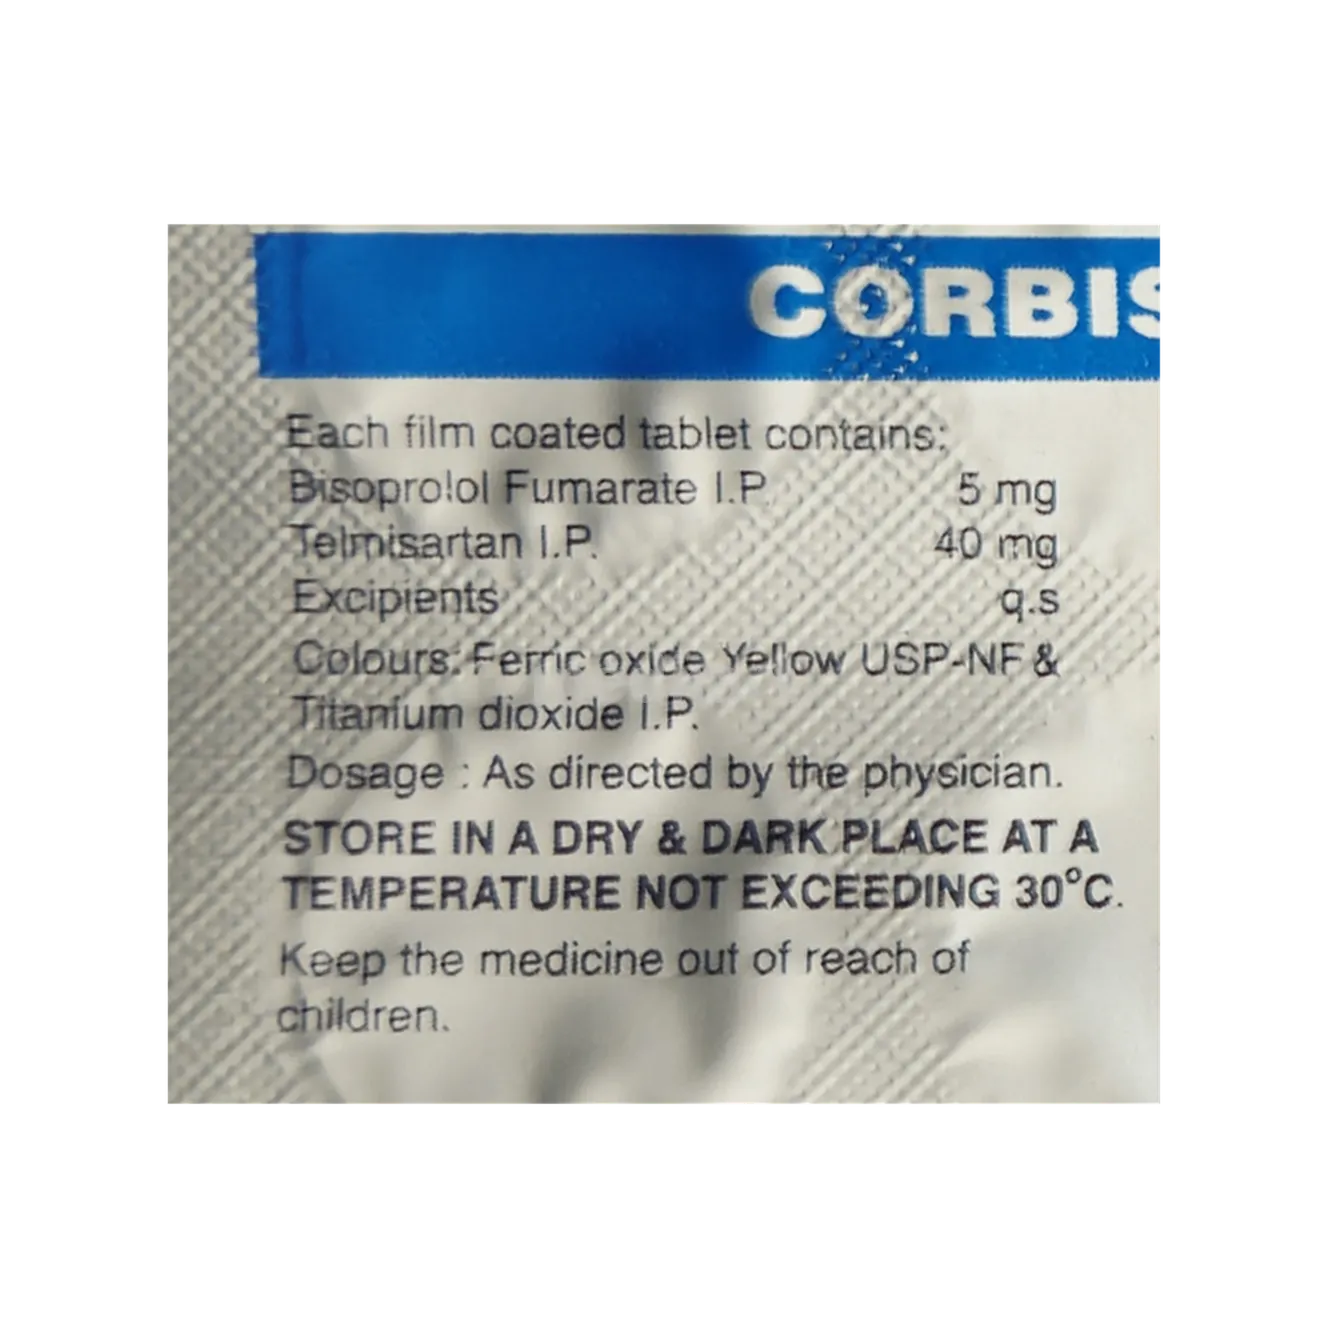 CORBIS
Each film coated tablet contains:
Bisoprolol Fumarate I.P. 5 mg
Telmisartan I.P. 40 mg
Excipients q.s
Colours: Ferric oxide Yellow USP-NF &
Titanium dioxide I.P.
Dosage : As directed by the physician.
STORE IN A DRY & DARK PLACE AT A
TEMPERATURE NOT EXCEEDING 30°C.
Keep the medicine out of reach of
children.